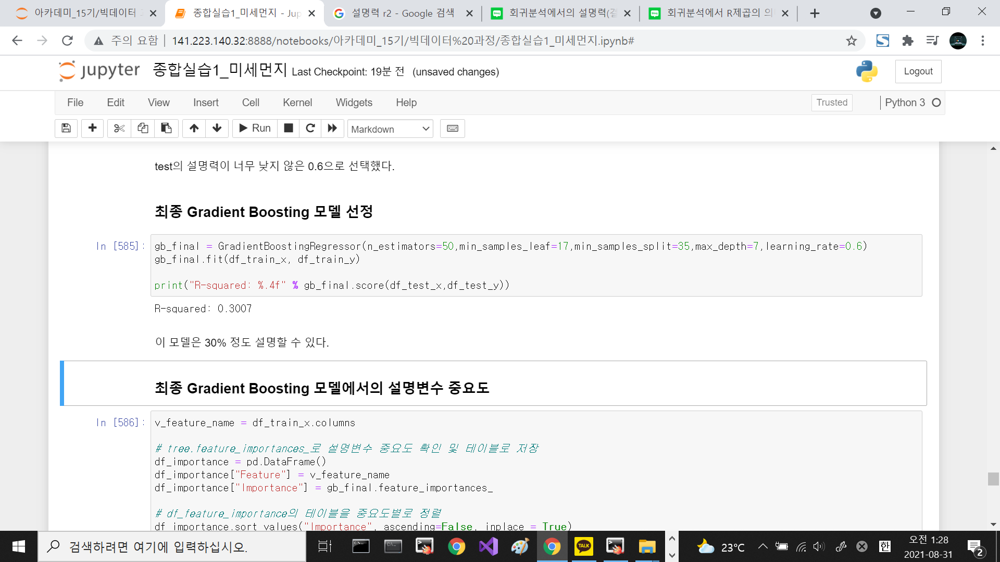 아카데미_15기/빅데이터
종합실습1_미세먼지 - Jup
설명력 r2 - Google 검색
회귀분석에서의 설명력(결
회귀분석에서 R제곱의 의
주의 요함
141.223.140.32:8888/notebooks/아카데미_15기/빅데이터%20과정/종합실습1_미세먼지.ipynb#
jupyter 종합실습1_미세먼지 Last Checkpoint: 19분 전 (unsaved changes)
Logout
File Edit View Insert Cell Kernel Widgets Help
Trusted
Python 3
Run
Markdown
test의 설명력이 너무 낮지 않은 0.6으로 선택했다.
최종 Gradient Boosting 모델 선정
In [585]:
gb_final = GradientBoostingRegressor(n_estimators=50,min_samples_leaf=17,min_samples_split=35,max_depth=7,learning_rate=0.6)
gb_final.fit(df_train_x, df_train_y)
print("R-squared: %.4f" % gb_final.score(df_test_x,df_test_y))
R-squared: 0.3007
이 모델은 30% 정도 설명할 수 있다.
최종 Gradient Boosting 모델에서의 설명변수 중요도
In [586]:
v_feature_name = df_train_x.columns
# tree.feature_importances_로 설명변수 중요도 확인 및 테이블로 저장
df_importance = pd.DataFrame()
df_importance["Feature"] = v_feature_name
df_importance["Importance"] = gb_final.feature_importances_
# df_feature_importance의 테이블을 중요도별로 정렬
df_importance.sort_values("Importance", ascending=False, inplace = True)
검색하려면 여기에 입력하십시오.
TALK
23°C
한
오전 1:28
2021-08-31
2